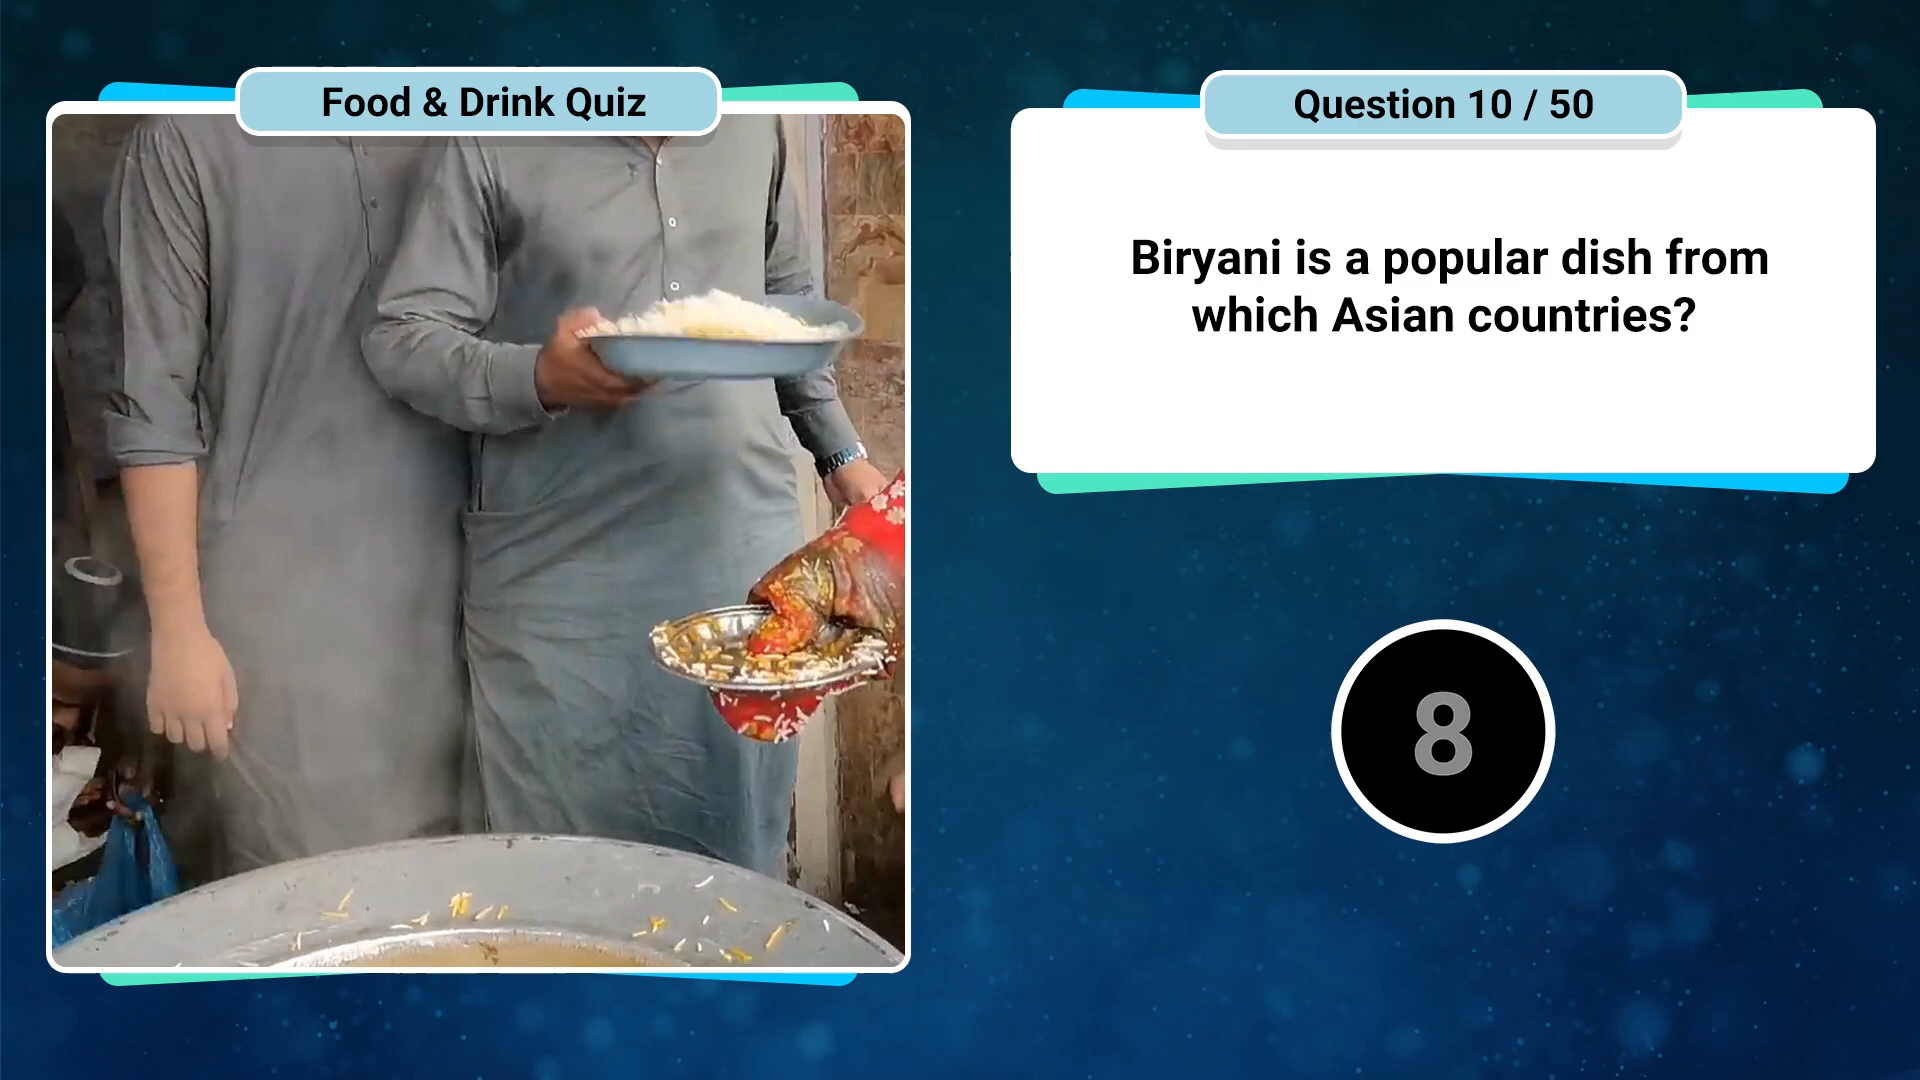 Food & Drink Quiz
Question 10 / 50
Biryani is a popular dish from
which Asian countries?
8